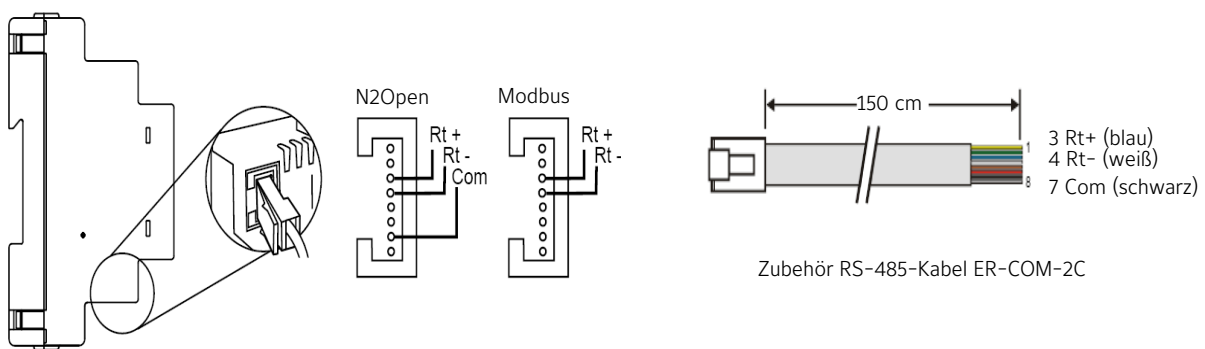 N2Open
Rt +
Rt -
Com
Modbus
Rt +
Rt -
150 cm
1
8
3 Rt+ (blau)
4 Rt- (weiß)
7 Com (schwarz)
Zubehör RS-485-Kabel ER-COM-2C